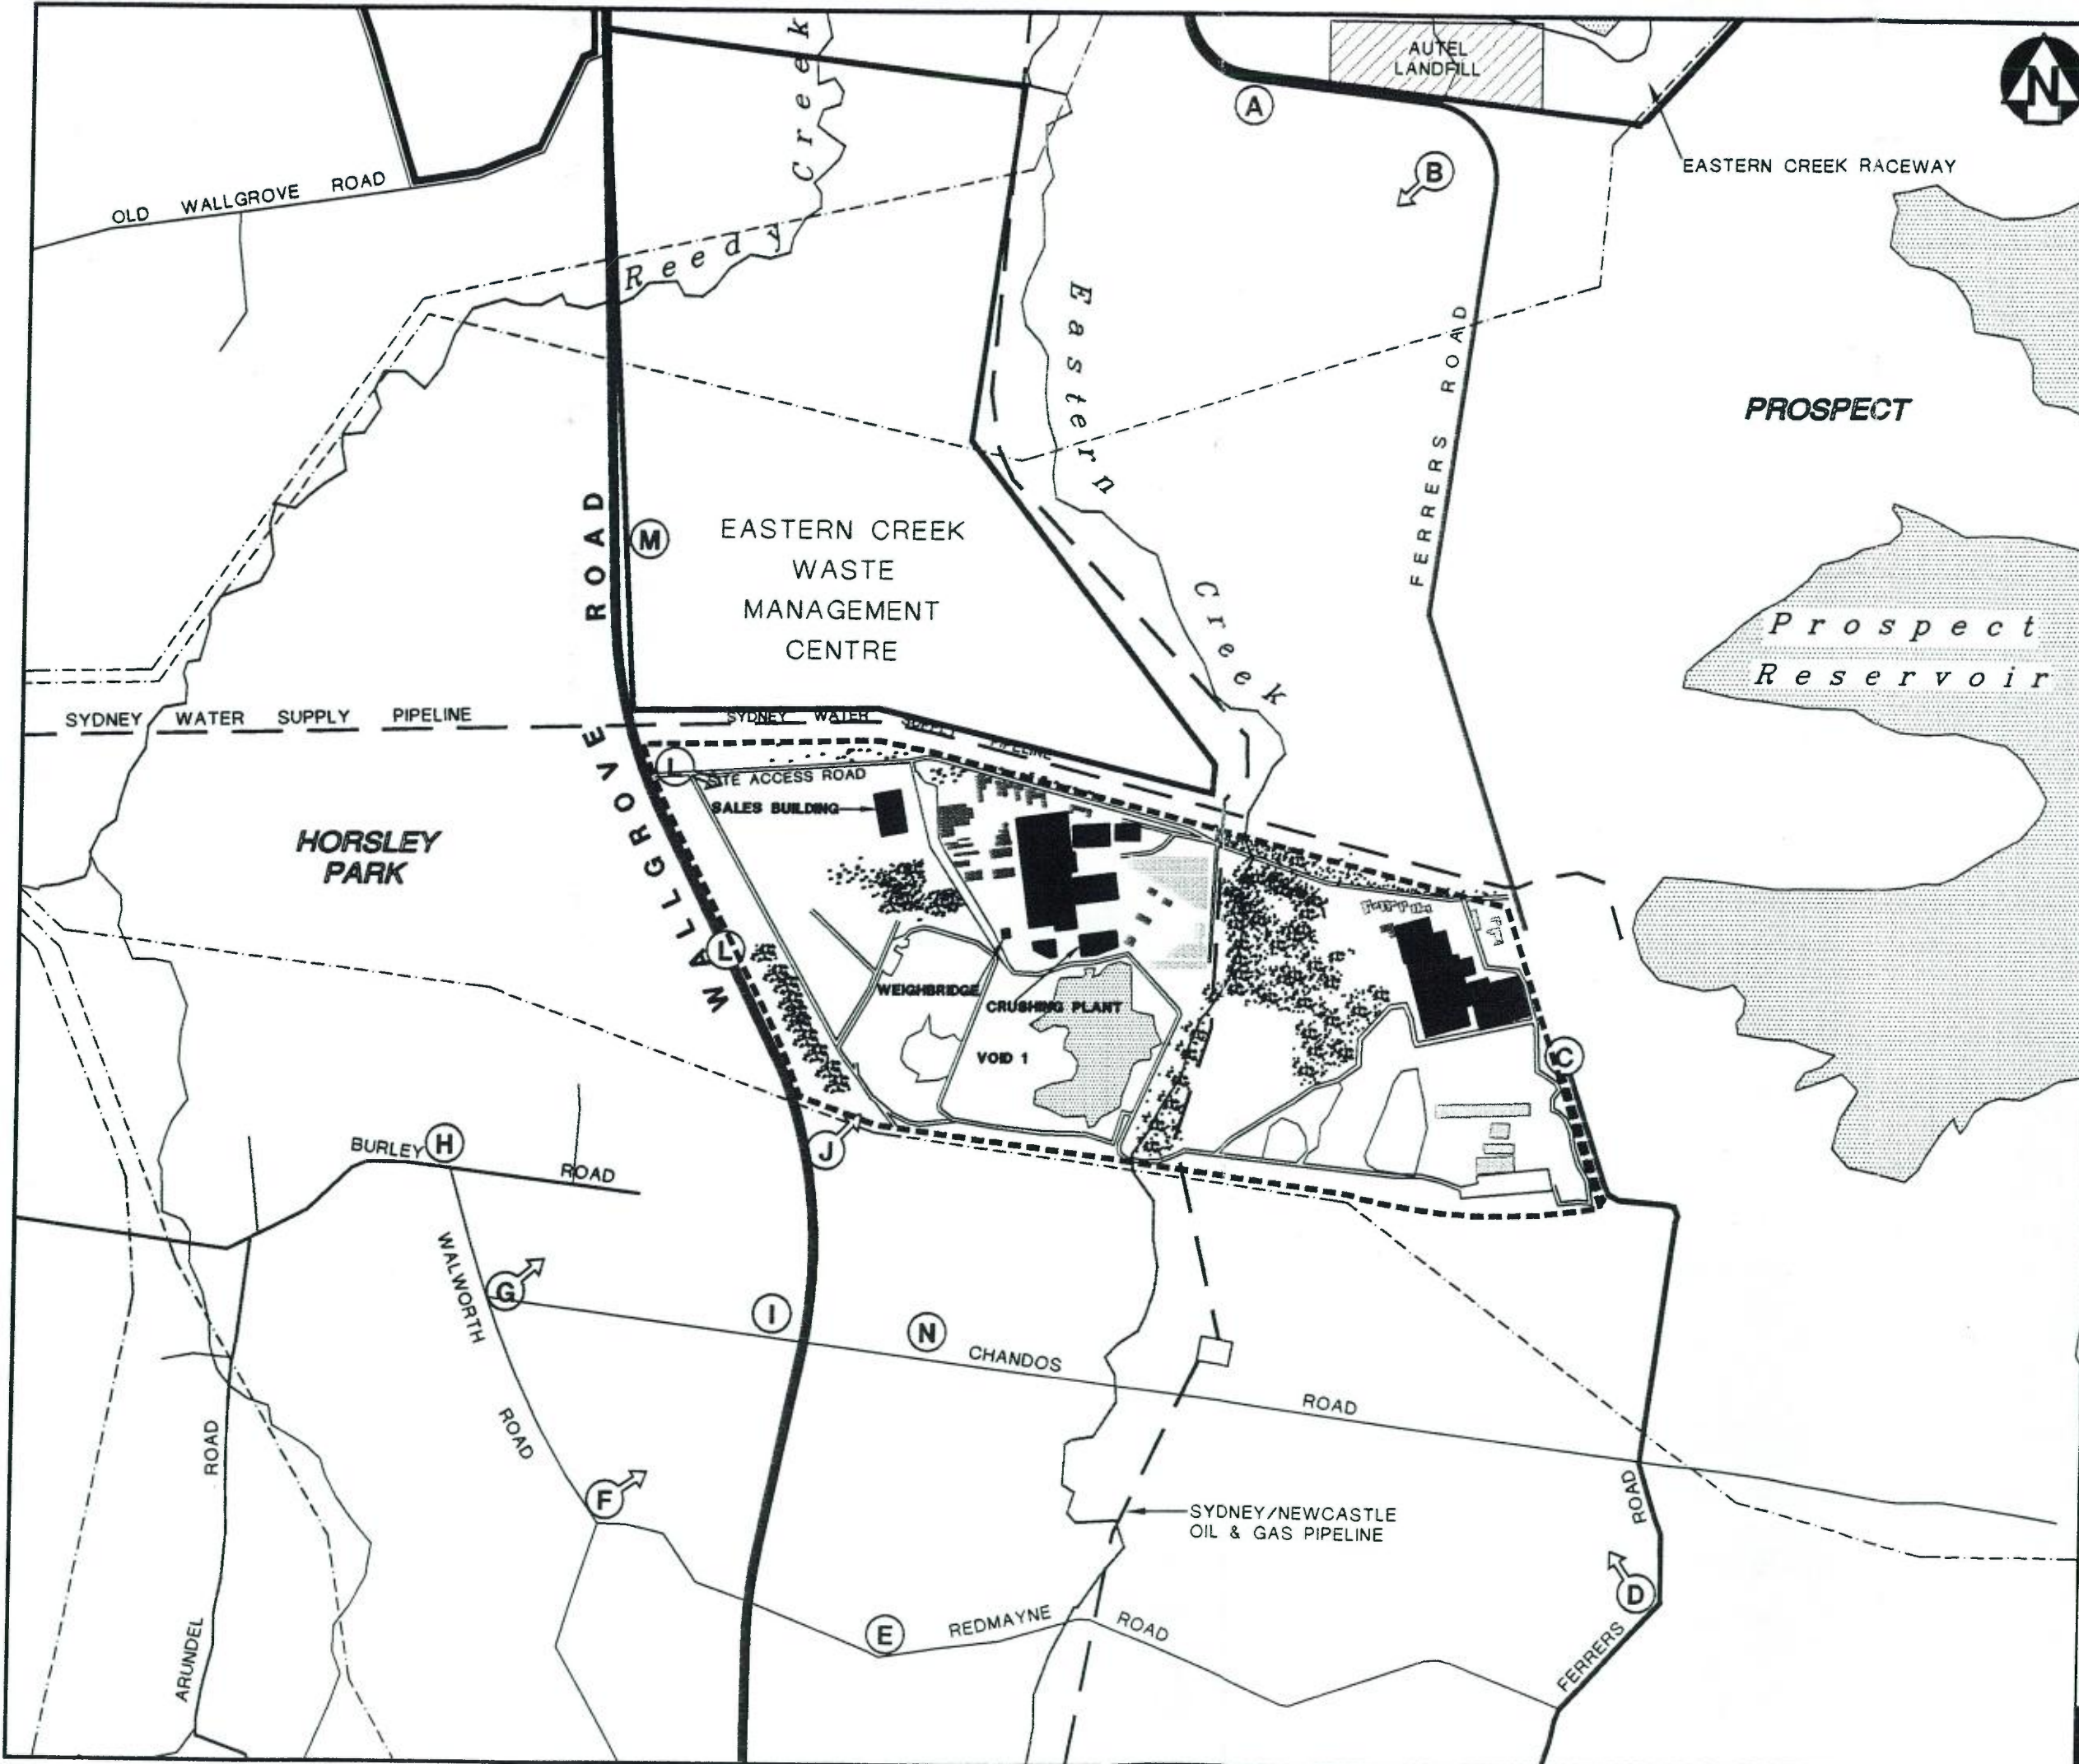 Creek
AUTEL
LANDFILL
N
A
EASTERN CREEK RACEWAY
B
OLD WALLGROVE ROAD
Reedy
Eastern
FERRERS ROAD
PROSPECT
ROAD
M
EASTERN CREEK
WASTE
MANAGEMENT
CENTRE
Creek
Prospect
Reservoir
SYDNEY WATER SUPPLY PIPELINE
SYDNEY WATER SUPPLY PIPELINE
WALLGROVE
L
SITE ACCESS ROAD
SALES BUILDING
HORSLEY
PARK
L
WEIGHBRIDGE
CRUSHING PLANT
VOID 1
C
J
BURLEY
H
ROAD
WALWORTH
G
I
N
CHANDOS
ROAD
ROAD
ROAD
F
ROAD
SYDNEY/NEWCASTLE
OIL & GAS PIPELINE
D
E
REDMAYNE
ROAD
FERRERS
ARUNDEL